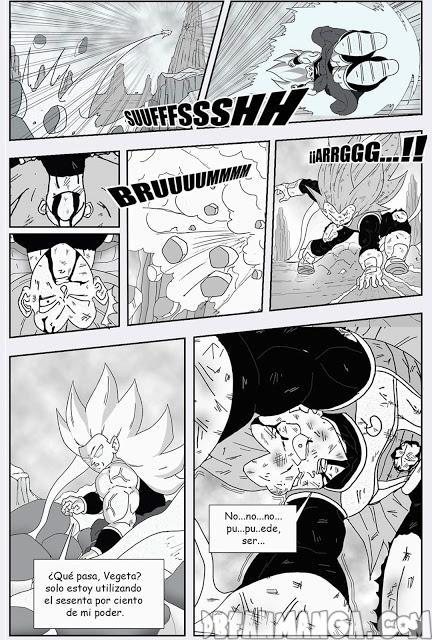 SUUFFFSSSHH
BRUUUUMMMM
¡¡ARRGGG...!!
No...no...no...
pu...pu..ede,
ser...
¿Qué pasa, Vegeta?
solo estoy utilizando
el sesenta por ciento
de mi poder.
DREAMMANGA.COM